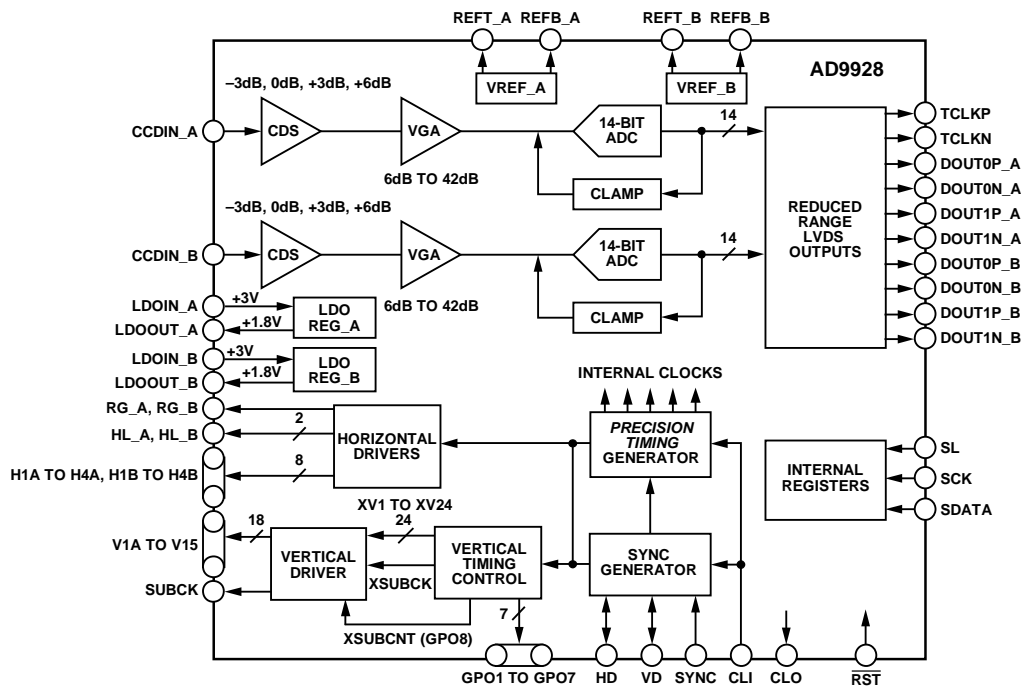 REFT_A REFB_A REFT_B REFB_B
AD9928
VREF_A
VREF_B
–3dB, 0dB, +3dB, +6dB
CCDIN_A
CDS
VGA
14-BIT
ADC
14
6dB TO 42dB
CLAMP
–3dB, 0dB, +3dB, +6dB
CCDIN_B
CDS
VGA
14-BIT
ADC
14
6dB TO 42dB
CLAMP
REDUCED
RANGE
LVDS
OUTPUTS
TCLKP
TCLKN
DOUT0P_A
DOUT0N_A
DOUT1P_A
DOUT1N_A
DOUT0P_B
DOUT0N_B
DOUT1P_B
DOUT1N_B
LDOIN_A
+3V
LDO
REG_A
LDOOUT_A
+1.8V
LDOIN_B
+3V
LDO
REG_B
LDOOUT_B
+1.8V
RG_A, RG_B
HL_A, HL_B
2
H1A TO H4A, H1B TO H4B
8
HORIZONTAL
DRIVERS
INTERNAL CLOCKS
PRECISION
TIMING
GENERATOR
INTERNAL
REGISTERS
SL
SCK
SDATA
XV1 TO XV24
18
24
V1A TO V15
VERTICAL
DRIVER
XSUBCK
VERTICAL
TIMING
CONTROL
SYNC
GENERATOR
SUBCK
7
XSUBCNT (GPO8)
GPO1 TO GPO7 HD VD SYNC CLI CLO RST